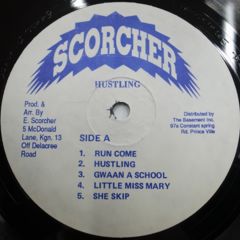 SCORCHER
HUSTLING
Prod. &
Arr. By
E. Scorcher
5 McDonald
Lane, Kgn. 13
Off Delacree
Road
Distributed by
The Basement Inc.
97a Constant spring
Rd. Prince Ville
SIDE A
1. RUN COME
2. HUSTLING
3. GWAAN A SCHOOL
4. LITTLE MISS MARY
5. SHE SKIP